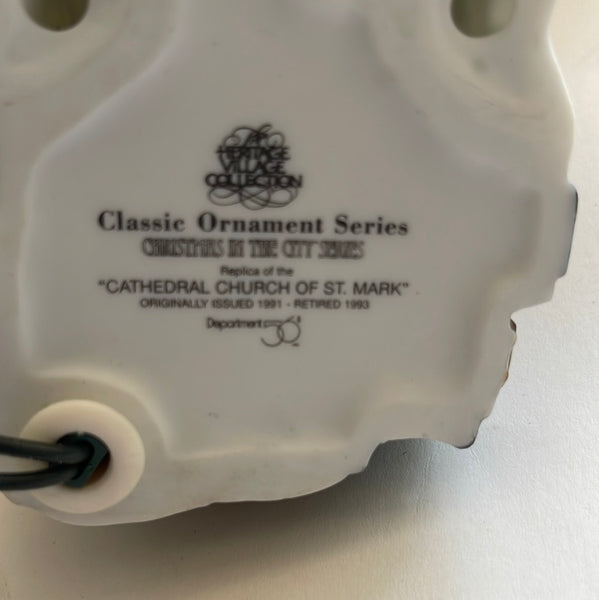 The
HERITAGE
VILLAGE
COLLECTION
Classic Ornament Series
CHRISTMAS IN THE CITY SERIES
Replica of the
"CATHEDRAL CHURCH OF ST. MARK"
ORIGINALLY ISSUED 1991 - RETIRED 1993
Department 56